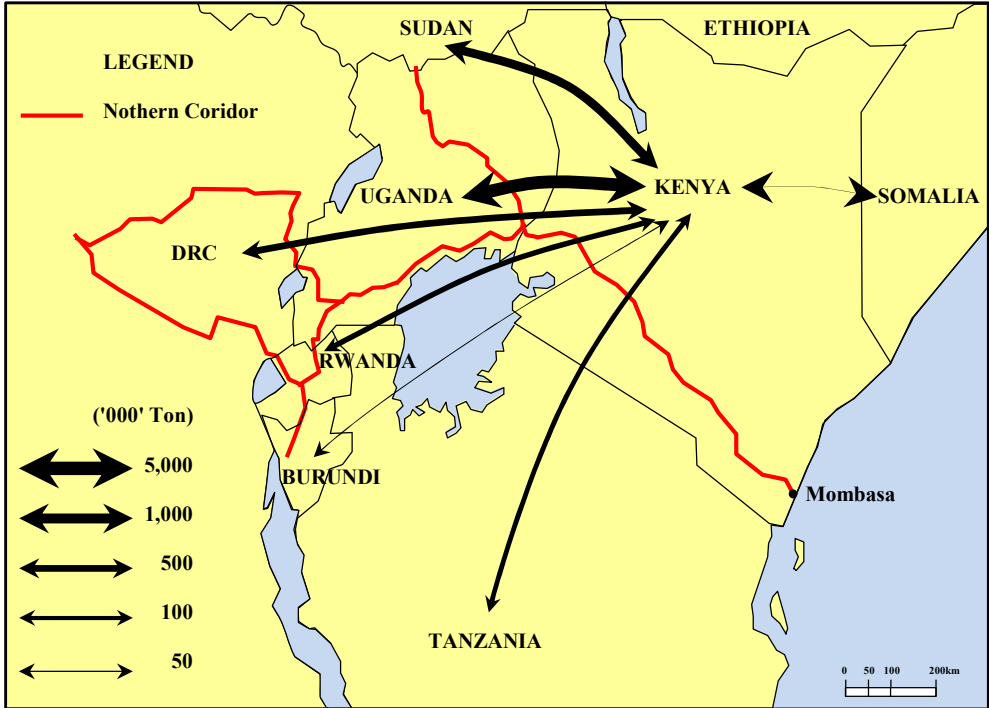 SUDAN
ETHIOPIA
LEGEND
Nothern Coridor
UGANDA
KENYA
SOMALIA
DRC
RWANDA
('000' Ton)
5,000
BURUNDI
Mombasa
1,000
500
100
TANZANIA
50
0 50 100 200km